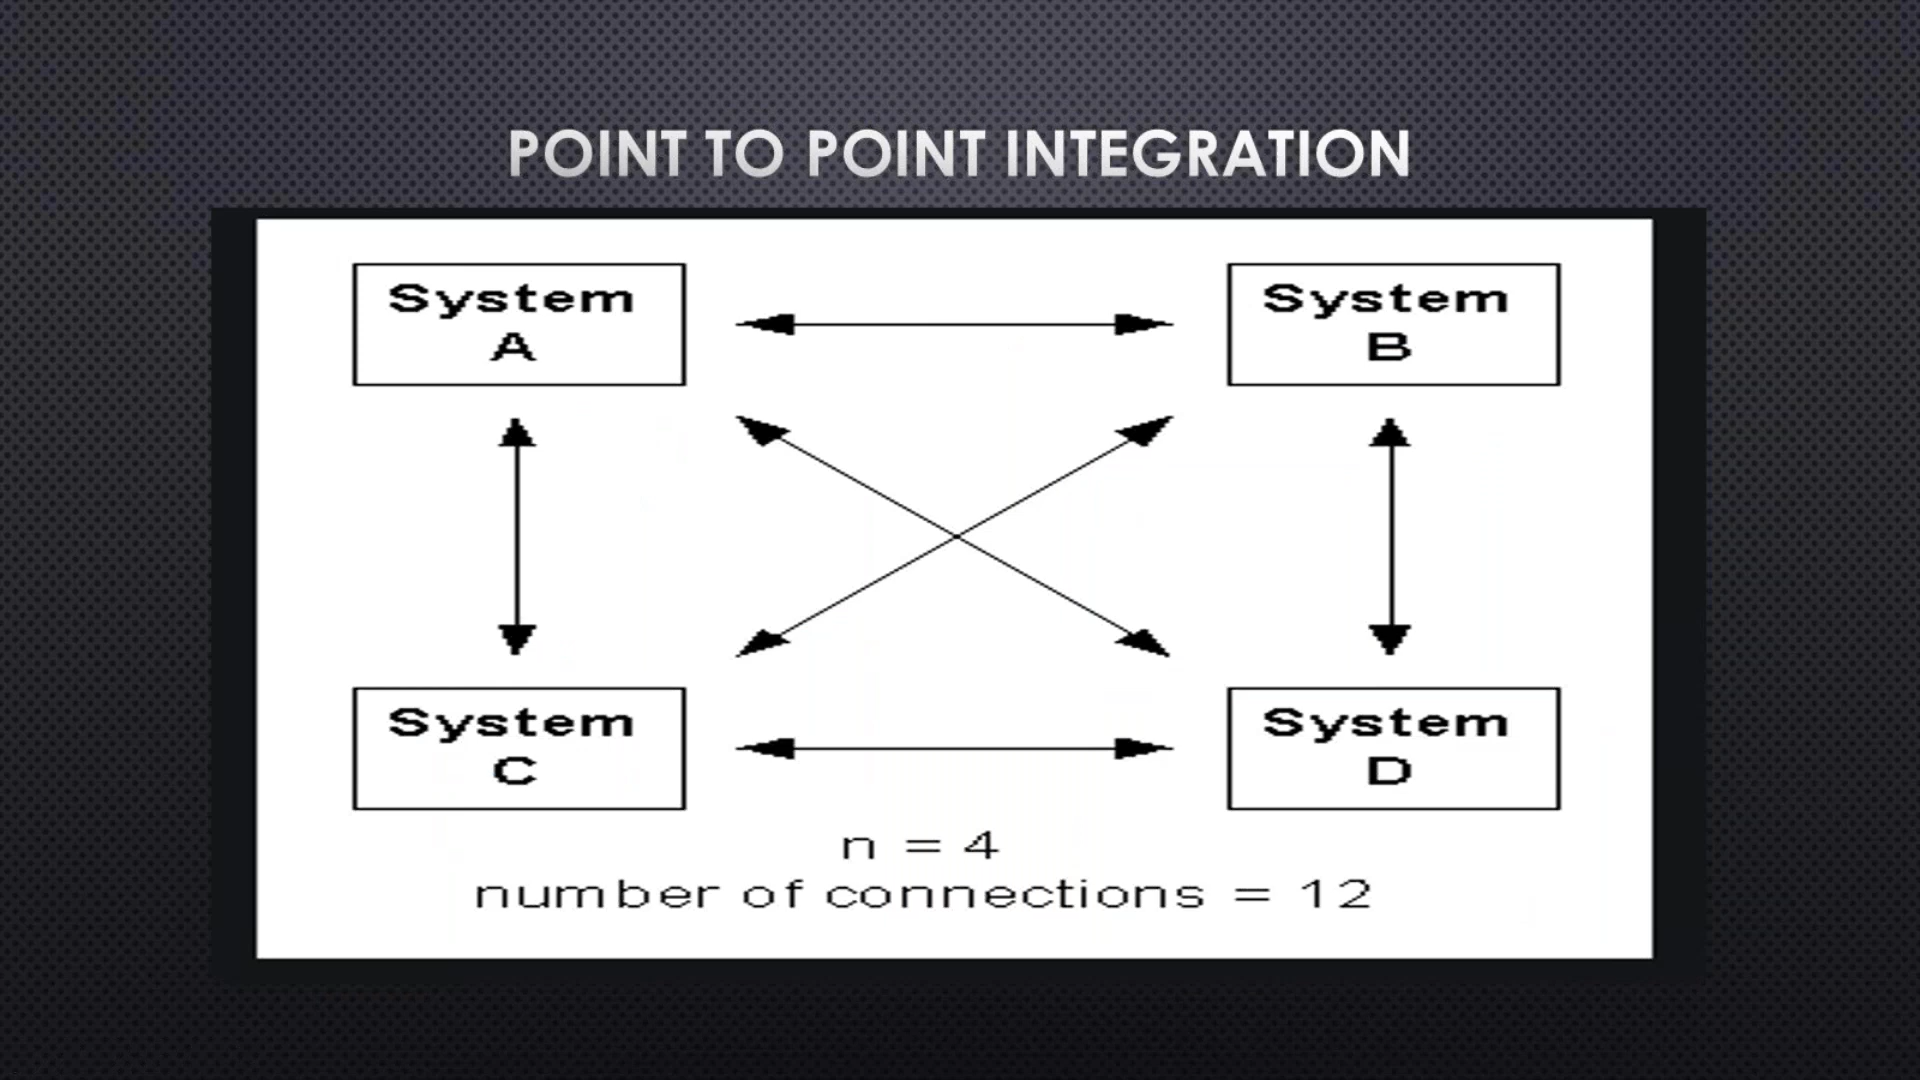 POINT TO POINT INTEGRATION
System
A
System
B
System
C
System
D
n = 4
number of connections = 12